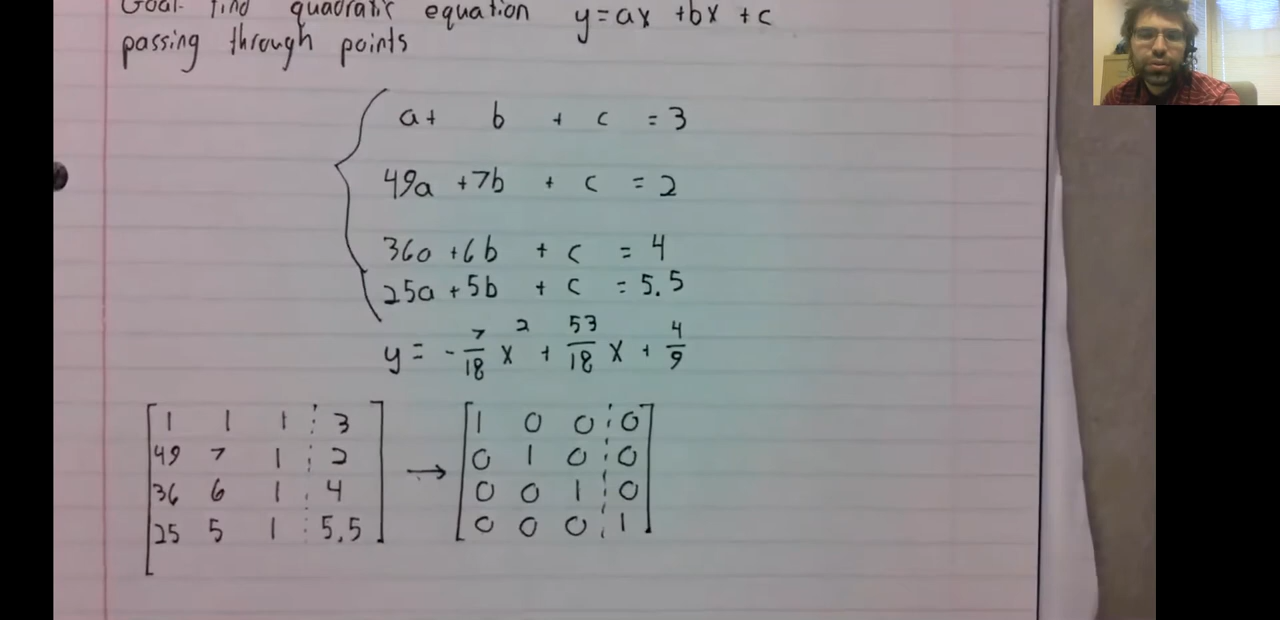 Goal- find quadratic equation y=ax +bx +c
passing through points
a+ b + c =3
49a +7b + c =2
36a +6b + c = 4
25a +5b + c = 5.5
y = - 7/18 x² + 53/18 x + 4/9
1 1 1 3 1 0 0 0
49 7 1 2 → 0 1 0 0
36 6 1 4 0 0 1 0
25 5 1 5.5 0 0 0 1